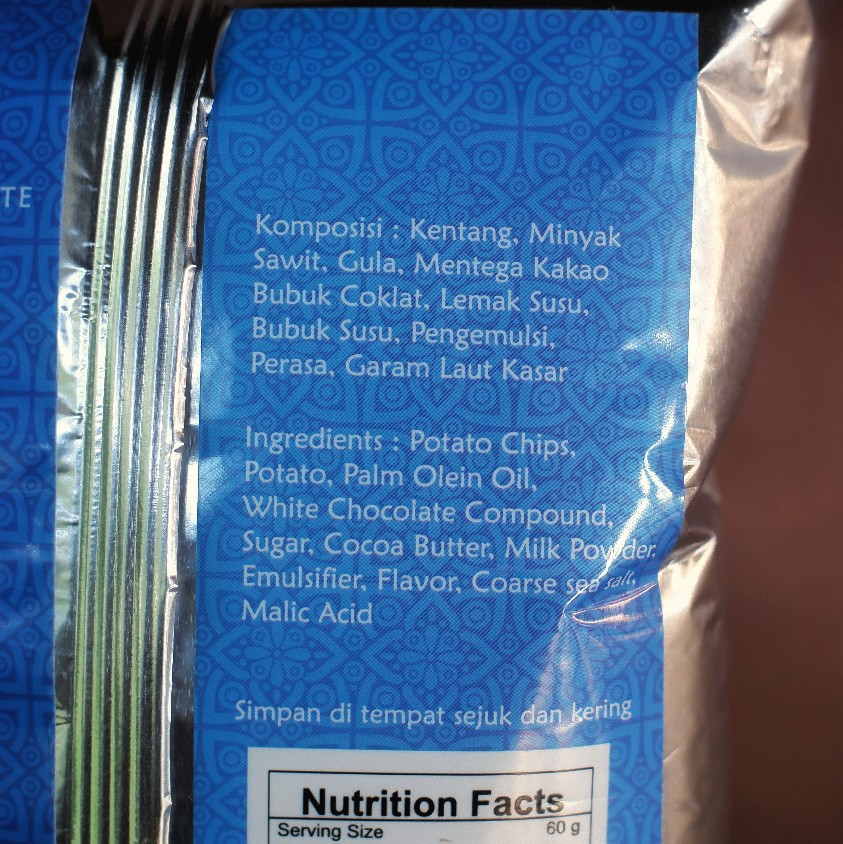 TE
Komposisi : Kentang, Minyak
Sawit, Gula, Mentega Kakao
Bubuk Coklat, Lemak Susu,
Bubuk Susu, Pengemulsi,
Perasa, Garam Laut Kasar
Ingredients : Potato Chips,
Potato, Palm Olein Oil,
White Chocolate Compound,
Sugar, Cocoa Butter, Milk Powder.
Emulsifier, Flavor, Coarse sea salt,
Malic Acid
Simpan di tempat sejuk dan kering
Nutrition Facts
Serving Size 60 g